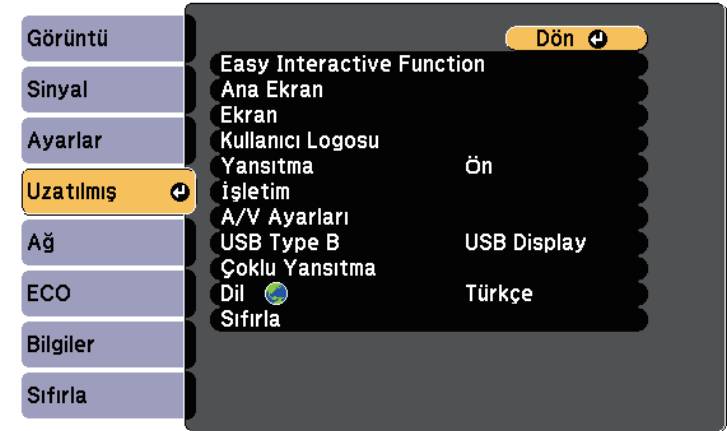 Görüntü
Sinyal
Ayarlar
Uzatılmış
Ağ
ECO
Bilgiler
Sıfırla
Dön
Easy Interactive Function
Ana Ekran
Ekran
Kullanıcı Logosu
Yansıtma Ön
İşletim
A/V Ayarları
USB Type B USB Display
Çoklu Yansıtma
Dil Türkçe
Sıfırla